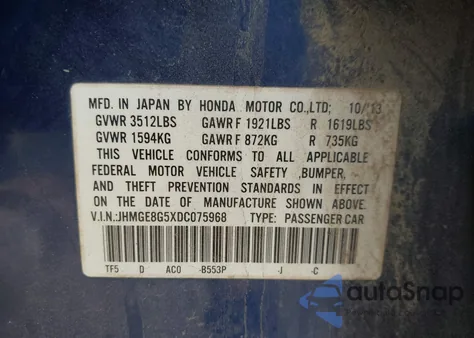 MFD. IN JAPAN BY HONDA MOTOR CO.,LTD; 10/13
GVWR 3512LBS GAWR F 1921LBS R 1619LBS
GVWR 1594KG GAWR F 872KG R 735KG
THIS VEHICLE CONFORMS TO ALL APPLICABLE
FEDERAL MOTOR VEHICLE SAFETY ,BUMPER,
AND THEFT PREVENTION STANDARDS IN EFFECT
ON THE DATE OF MANUFACTURE SHOWN ABOVE.
V.I.N.:JHMGE8G5XDC075968 TYPE: PASSENGER CAR
TF5 D AC0 -B553P -J -C
autoSnap